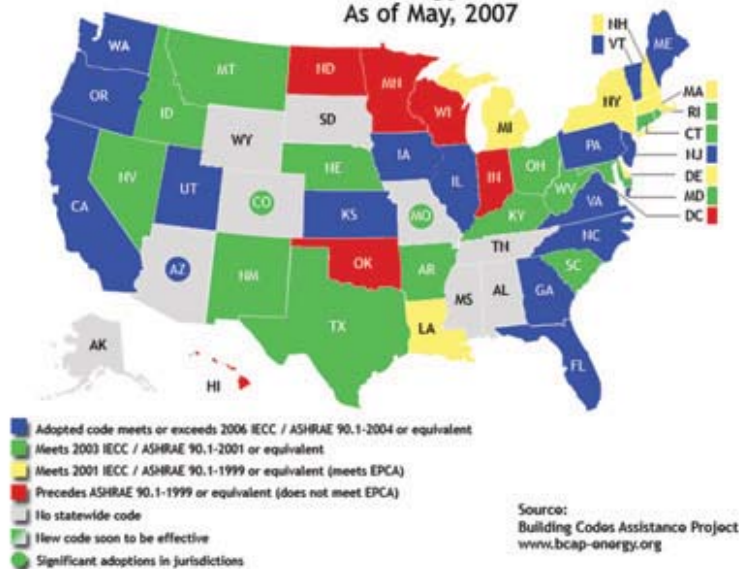 As of May, 2007
NH
VT
ME
WA
MT
ND
MN
OR
ID
SD
WI
NY
MA
RI
CT
NJ
DE
MD
DC
WY
MI
NV
UT
NE
IA
IL
IN
OH
PA
WV
VA
CA
CO
KS
MO
KY
NC
TN
AZ
NM
OK
AR
SC
MS
AL
GA
TX
LA
FL
AK
HI
Adopted code meets or exceeds 2006 IECC / ASHRAE 90.1-2004 or equivalent
Meets 2003 IECC / ASHRAE 90.1-2001 or equivalent
Meets 2001 IECC / ASHRAE 90.1-1999 or equivalent (meets EPCA)
Precedes ASHRAE 90.1-1999 or equivalent (does not meet EPCA)
No statewide code
New code soon to be effective
Significant adoptions in jurisdictions
Source:
Building Codes Assistance Project
www.bcap-energy.org